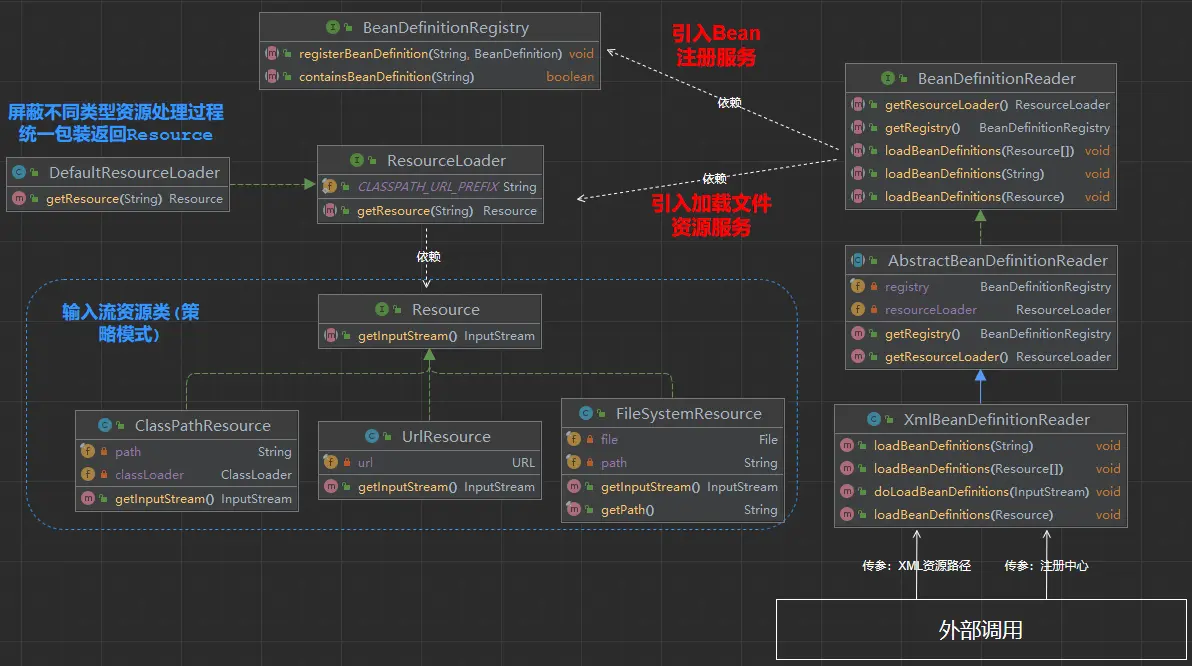 BeanDefinitionRegistry
registerBeanDefinition(String, BeanDefinition) void
containsBeanDefinition(String) boolean
引入Bean
注册服务
依赖
BeanDefinitionReader
getResourceLoader() ResourceLoader
getRegistry() BeanDefinitionRegistry
loadBeanDefinitions(Resource[]) void
loadBeanDefinitions(String) void
loadBeanDefinitions(Resource) void
屏蔽不同类型资源处理过程
统一包装返回Resource
DefaultResourceLoader
getResource(String) Resource
ResourceLoader
CLASSPATH_URL_PREFIX String
getResource(String) Resource
依赖
引入加载文件
资源服务
依赖
AbstractBeanDefinitionReader
registry BeanDefinitionRegistry
resourceLoader ResourceLoader
getRegistry() BeanDefinitionRegistry
getResourceLoader() ResourceLoader
输入流资源类(策
略模式)
Resource
getInputStream() InputStream
ClassPathResource
path String
classLoader ClassLoader
getInputStream() InputStream
UrlResource
url URL
getInputStream() InputStream
FileSystemResource
file File
path String
getInputStream() InputStream
getPath() String
XmlBeanDefinitionReader
loadBeanDefinitions(String) void
loadBeanDefinitions(Resource[]) void
doLoadBeanDefinitions(InputStream) void
loadBeanDefinitions(Resource) void
传参：XML资源路径
传参：注册中心
外部调用